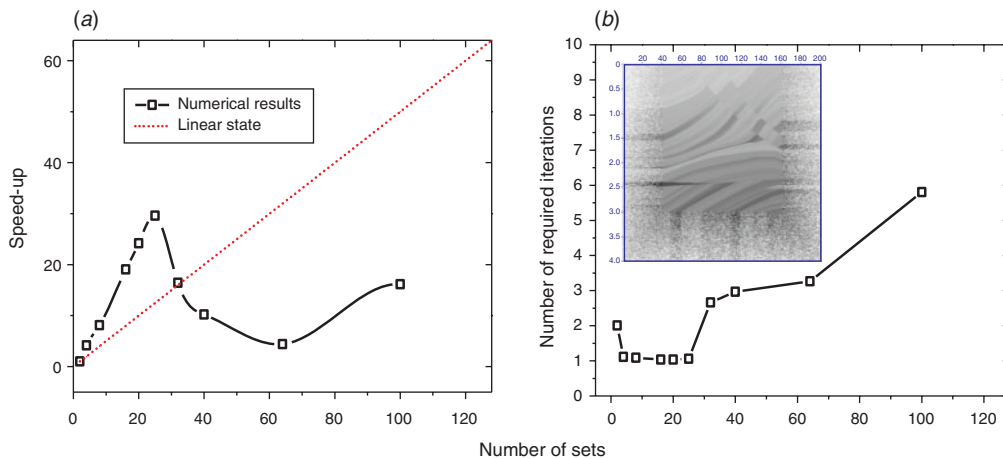 (a)
60
40
20
0
Speed-up
Numerical results
Linear state
0 20 40 60 80 100 120
(b)
10
9
8
7
6
5
4
3
2
1
0
Number of required iterations
20 40 60 80 100 120 140 160 180 200
0
0.5
1.0
1.5
2.0
2.5
3.0
3.5
4.0
0 20 40 60 80 100 120
Number of sets